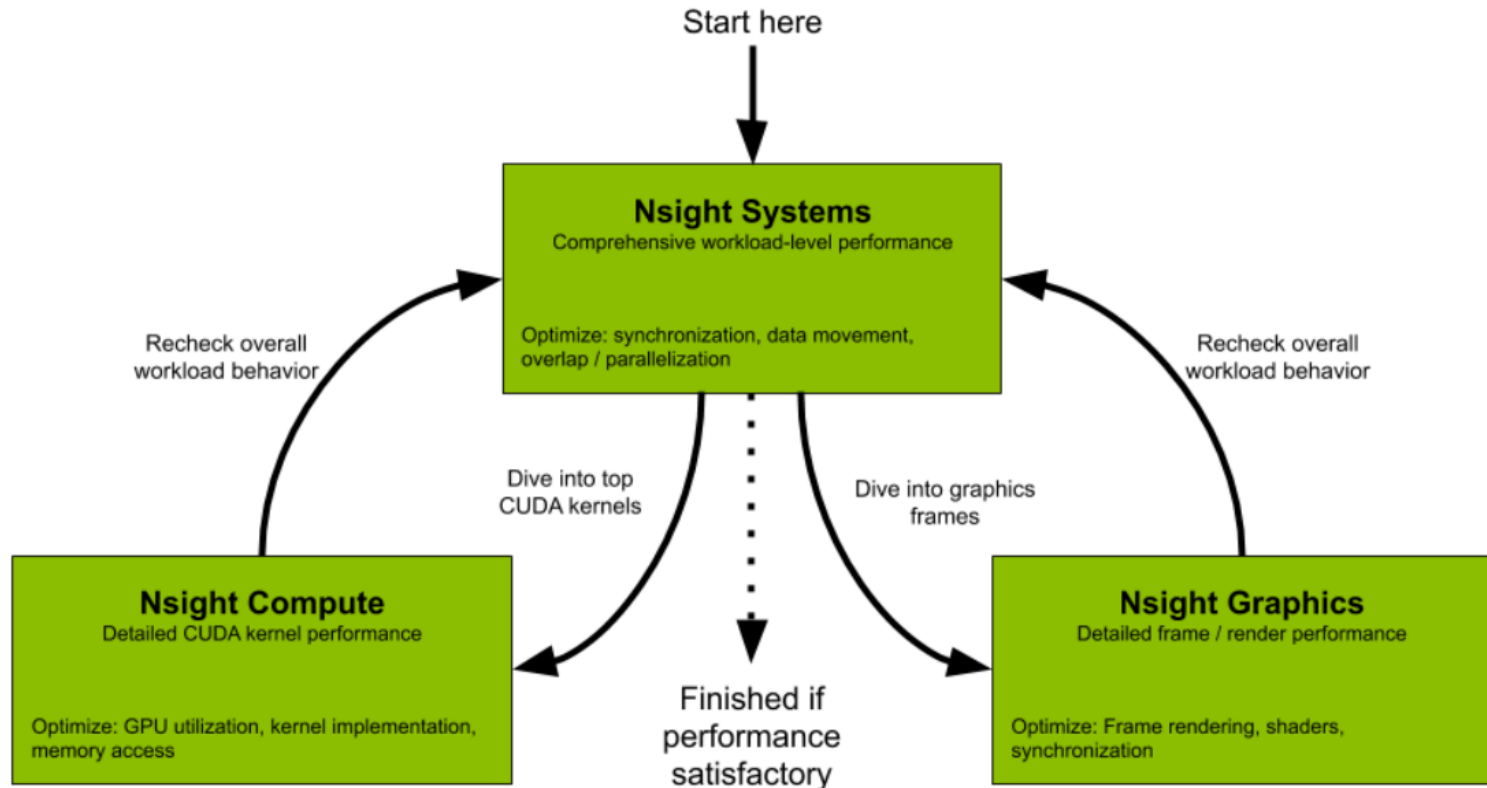 Start here
Nsight Systems
Comprehensive workload-level performance
Optimize: synchronization, data movement,
overlap / parallelization
Recheck overall
workload behavior
Recheck overall
workload behavior
Dive into top
CUDA kernels
Dive into graphics
frames
Nsight Compute
Detailed CUDA kernel performance
Optimize: GPU utilization, kernel implementation,
memory access
Finished if
performance
satisfactory
Nsight Graphics
Detailed frame / render performance
Optimize: Frame rendering, shaders,
synchronization